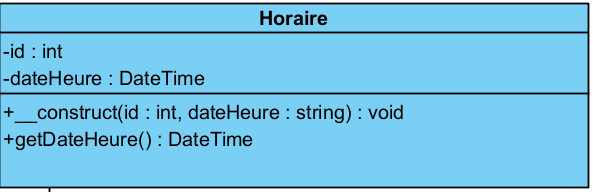 Horaire
-id : int
-dateHeure : DateTime
+__construct(id : int, dateHeure : string) : void
+getDateHeure() : DateTime